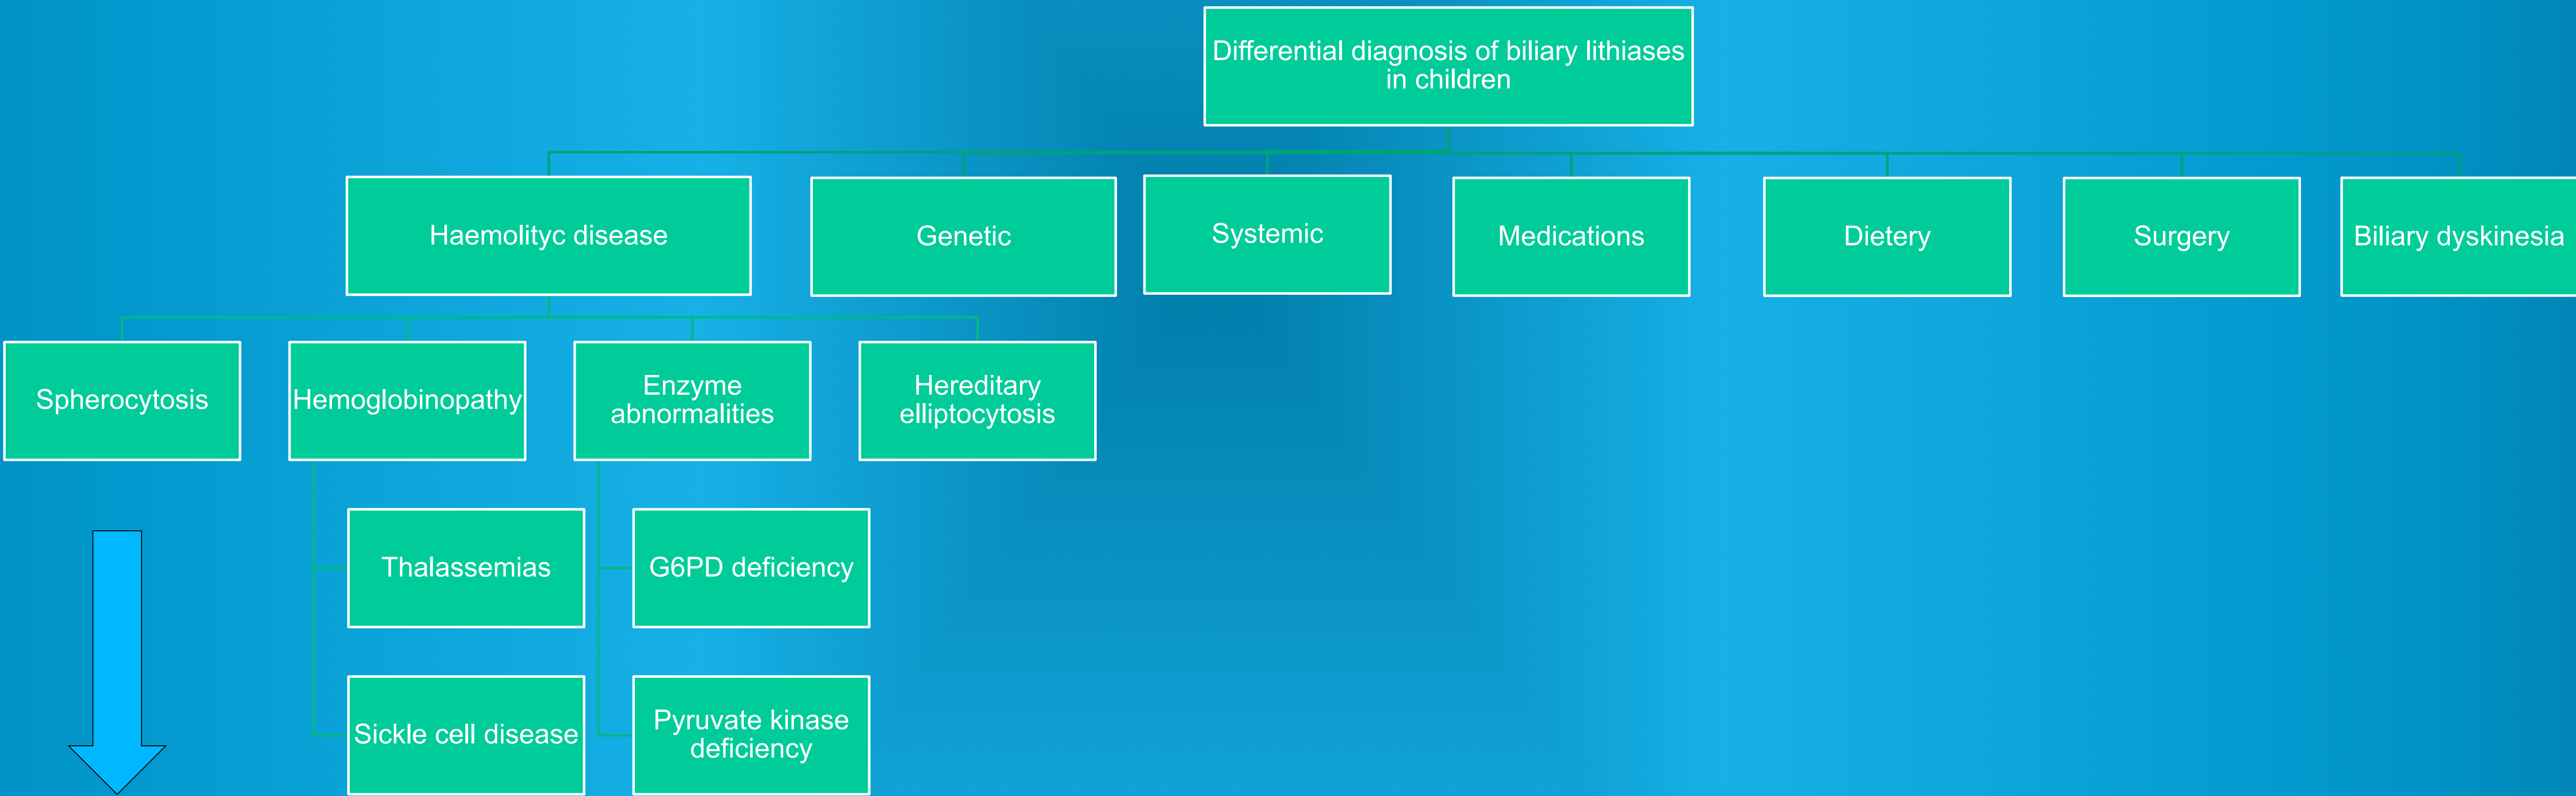 Differential diagnosis of biliary lithiases
in children
Haemolityc disease
Genetic
Systemic
Medications
Dietery
Surgery
Biliary dyskinesia
Spherocytosis
Hemoglobinopathy
Enzyme
abnormalities
Hereditary
elliptocytosis
Thalassemias
G6PD deficiency
Sickle cell disease
Pyruvate kinase
deficiency